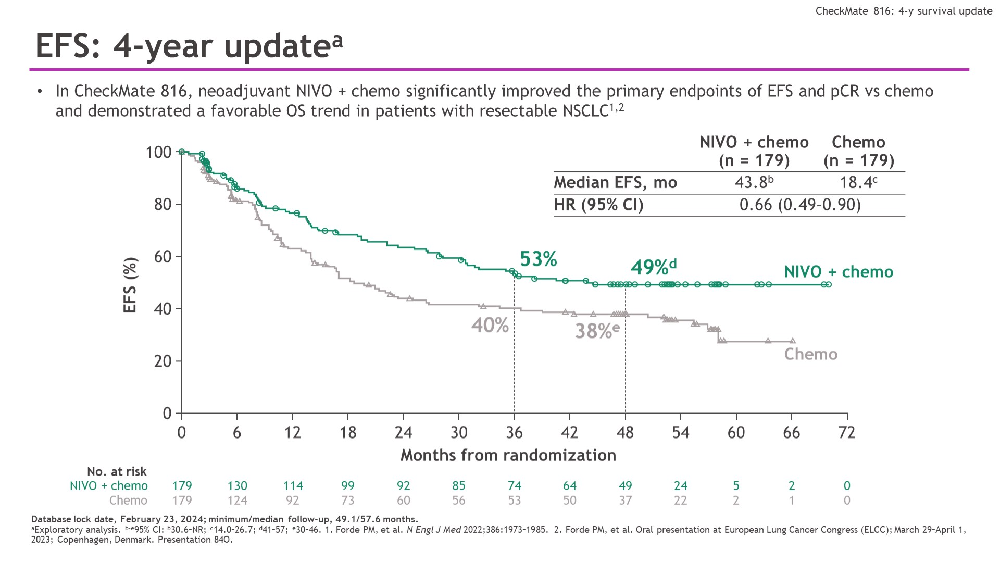 CheckMate 816: 4-y survival update
EFS: 4-year updateᵃ
• In CheckMate 816, neoadjuvant NIVO + chemo significantly improved the primary endpoints of EFS and pCR vs chemo
and demonstrated a favorable OS trend in patients with resectable NSCLC¹,²
NIVO + chemo Chemo
(n = 179) (n = 179)
Median EFS, mo 43.8ᵇ 18.4ᶜ
HR (95% CI) 0.66 (0.49–0.90)
EFS (%)
100
80
60
40
20
0
53%
49%ᵈ
NIVO + chemo
40%
38%ᵉ
Chemo
0 6 12 18 24 30 36 42 48 54 60 66 72
Months from randomization
No. at risk
NIVO + chemo 179 130 114 99 92 85 74 64 49 24 5 2 0
Chemo 179 124 92 73 60 56 53 50 37 22 2 1 0
Database lock date, February 23, 2024; minimum/median follow-up, 49.1/57.6 months.
ᵃExploratory analysis. ᵇ⁻ᵉ95% CI: ᵇ30.6–NR; ᶜ14.0–26.7; ᵈ41–57; ᵉ30–46. 1. Forde PM, et al. N Engl J Med 2022;386:1973–1985. 2. Forde PM, et al. Oral presentation at European Lung Cancer Congress (ELCC); March 29–April 1,
2023; Copenhagen, Denmark. Presentation 84O.